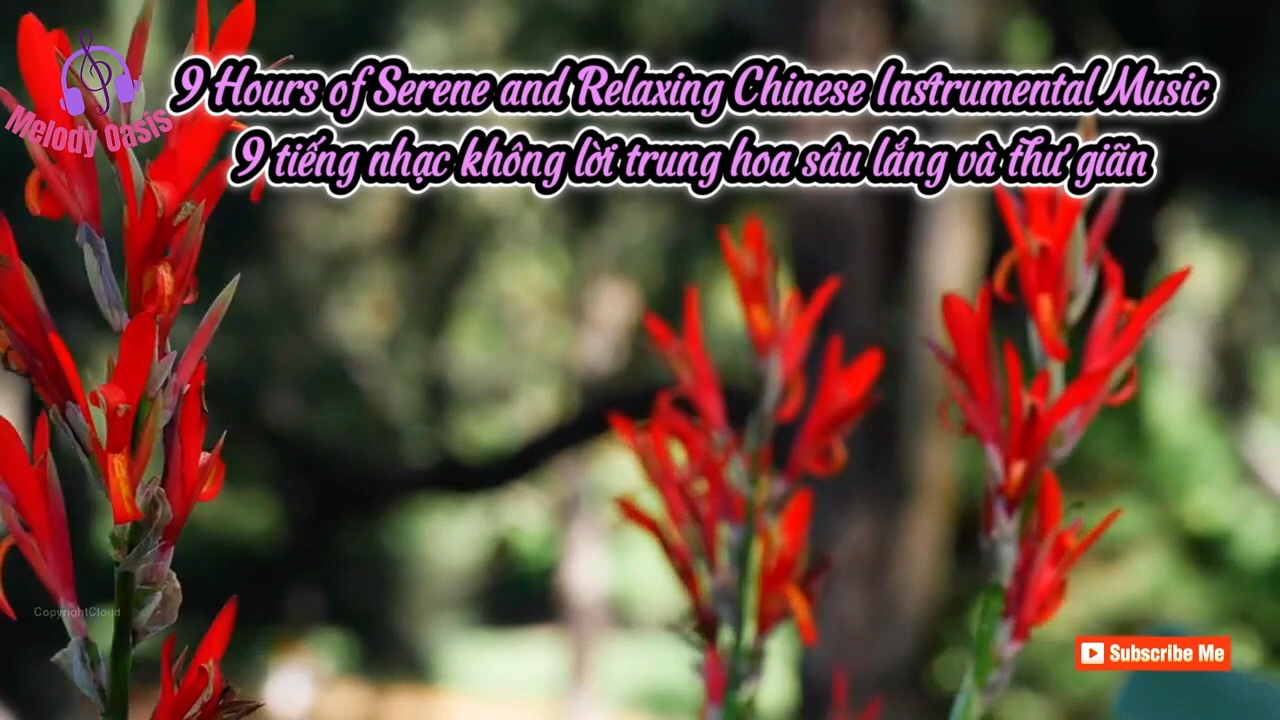 9 Hours of Serene and Relaxing Chinese Instrumental Music
Melody Oasis
9 tiếng nhạc không lời trung hoa sâu lắng và thư giãn
CopyrightCloud
Subscribe Me